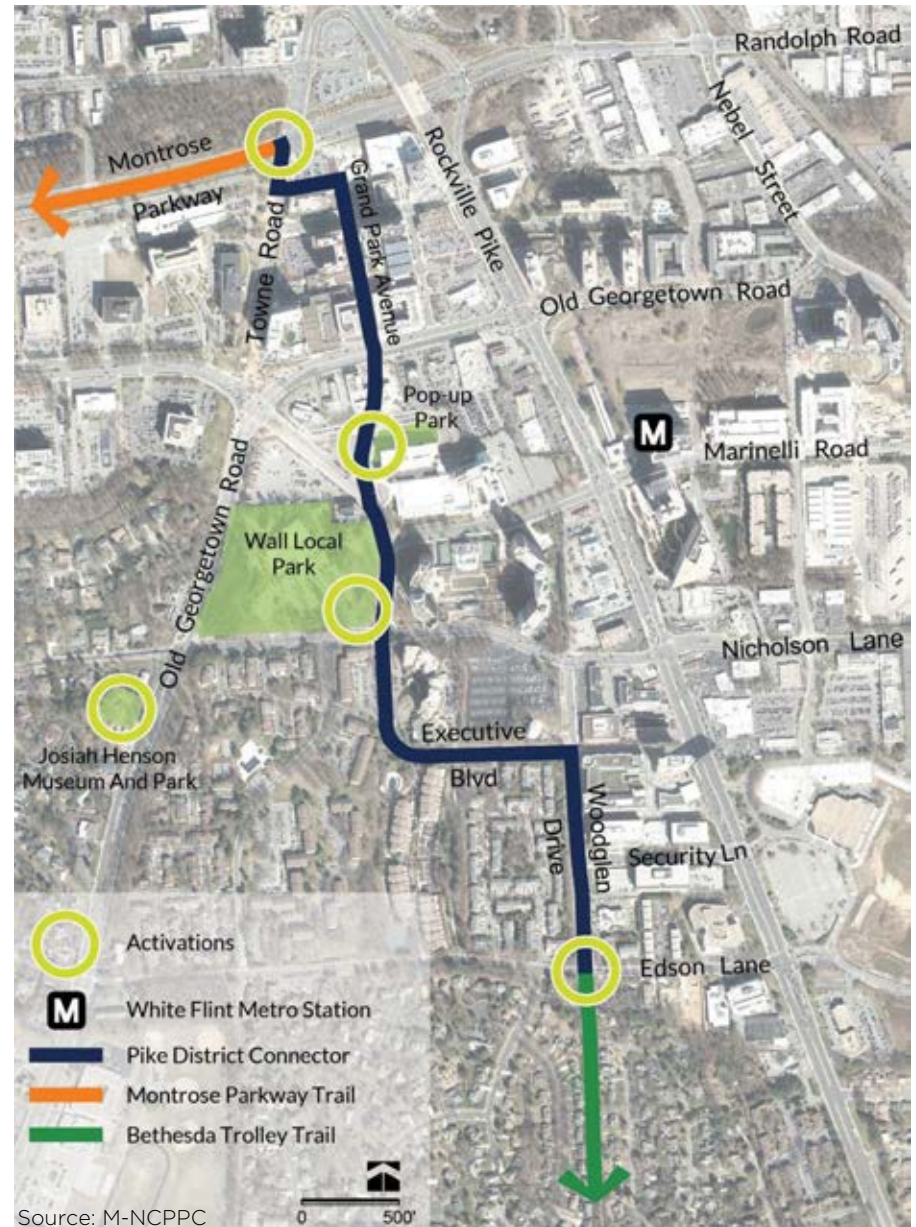 Randolph Road
Nebel
Street
Rockville Pike
Montrose
Parkway
Towne Road
Grand Park Avenue
Old Georgetown Road
Pop-up
Park
M
Marinelli Road
Old Georgetown Road
Wall Local
Park
Nicholson Lane
Josiah Henson
Museum And Park
Executive
Blvd
Woodglen
Drive
Security Ln
Edson Lane
Activations
M
White Flint Metro Station
Pike District Connector
Montrose Parkway Trail
Bethesda Trolley Trail
0 500'
Source: M-NCPPC